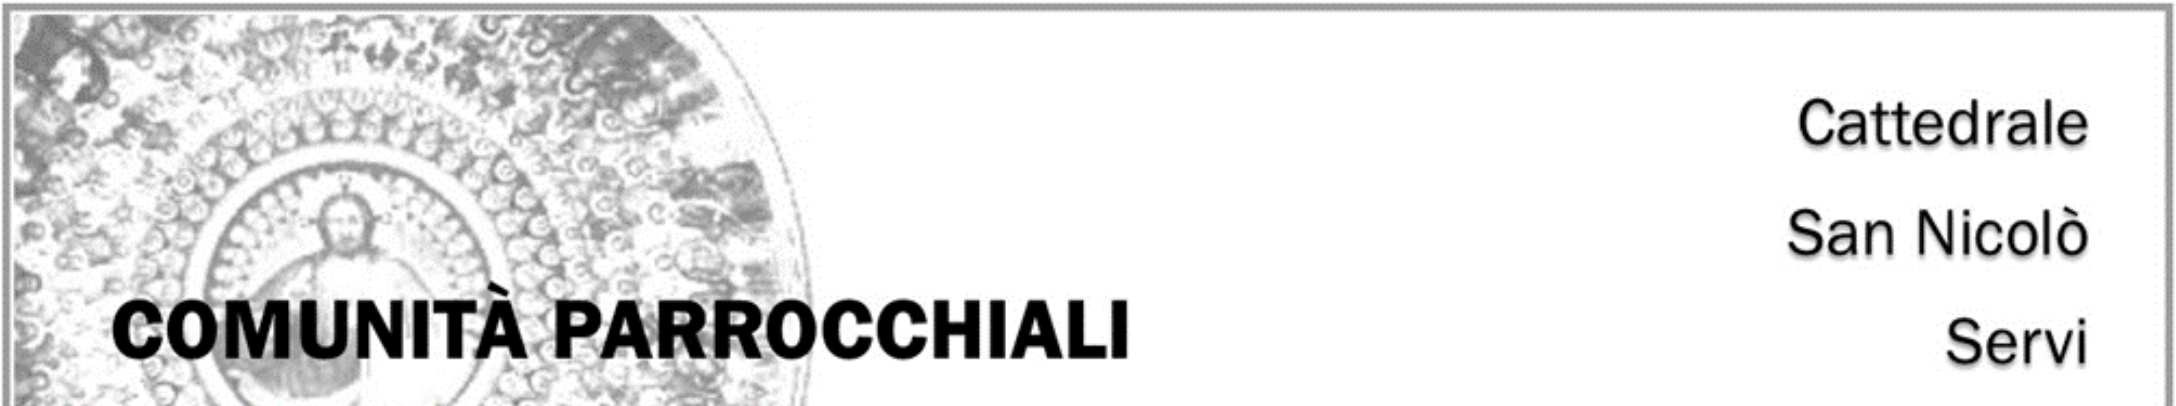 Cattedrale
San Nicolò
COMUNITÀ PARROCCHIALI
Servi